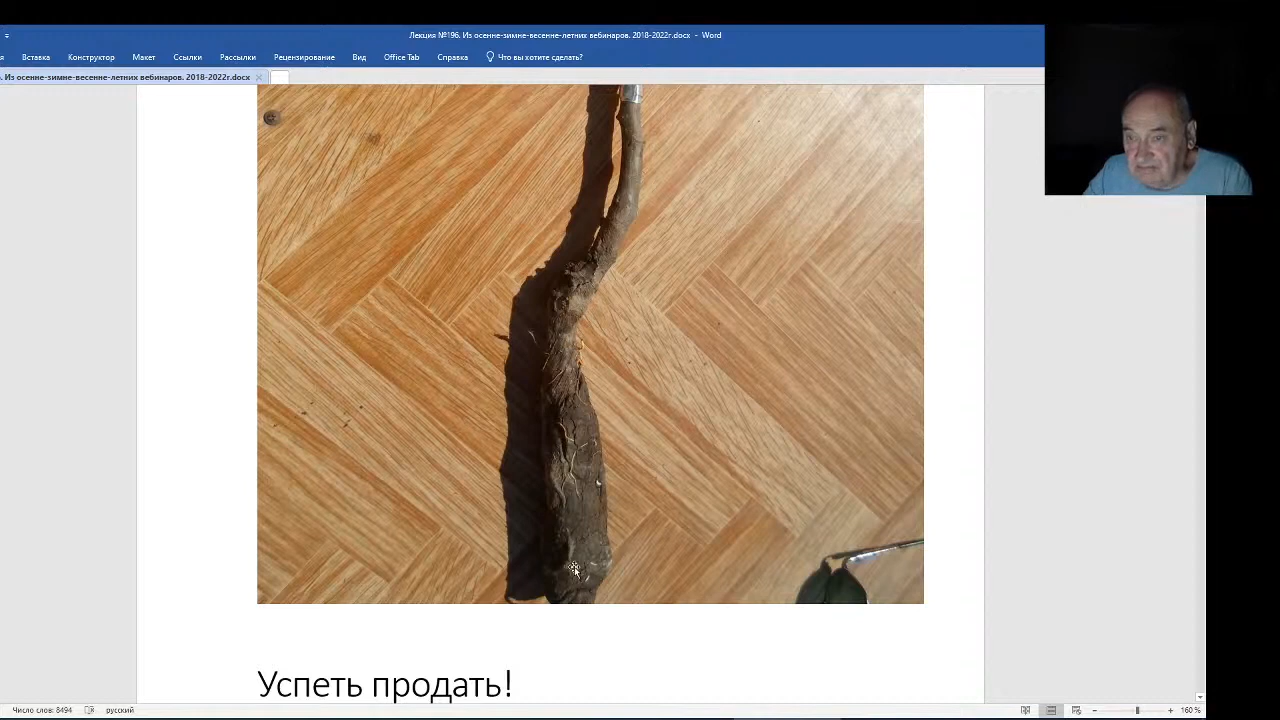 Лекция №196. Из осенне-зимне-весенне-летних вебинаров. 2018-2022г.docx - Word
Вставка Конструктор Макет Ссылки Рассылки Рецензирование Вид Office Tab Справка Что вы хотите сделать?
. Из осенне-зимне-весенне-летних вебинаров. 2018-2022г.docx
Успеть продать!
Число слов: 8494 русский 160 %